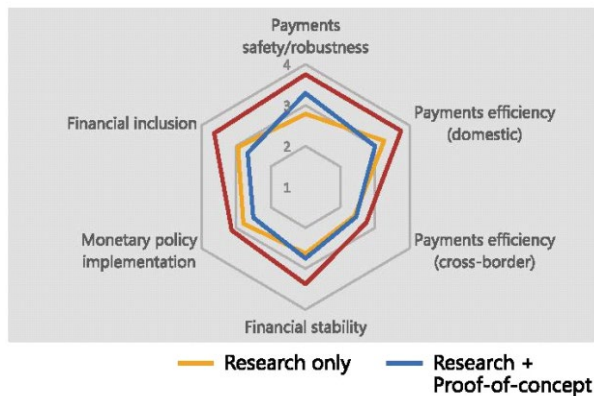 Payments
safety/robustness
4
3
2
1
Payments efficiency
(domestic)
Financial inclusion
Monetary policy
implementation
Payments efficiency
(cross-border)
Financial stability
Research only
Research +
Proof-of-concept